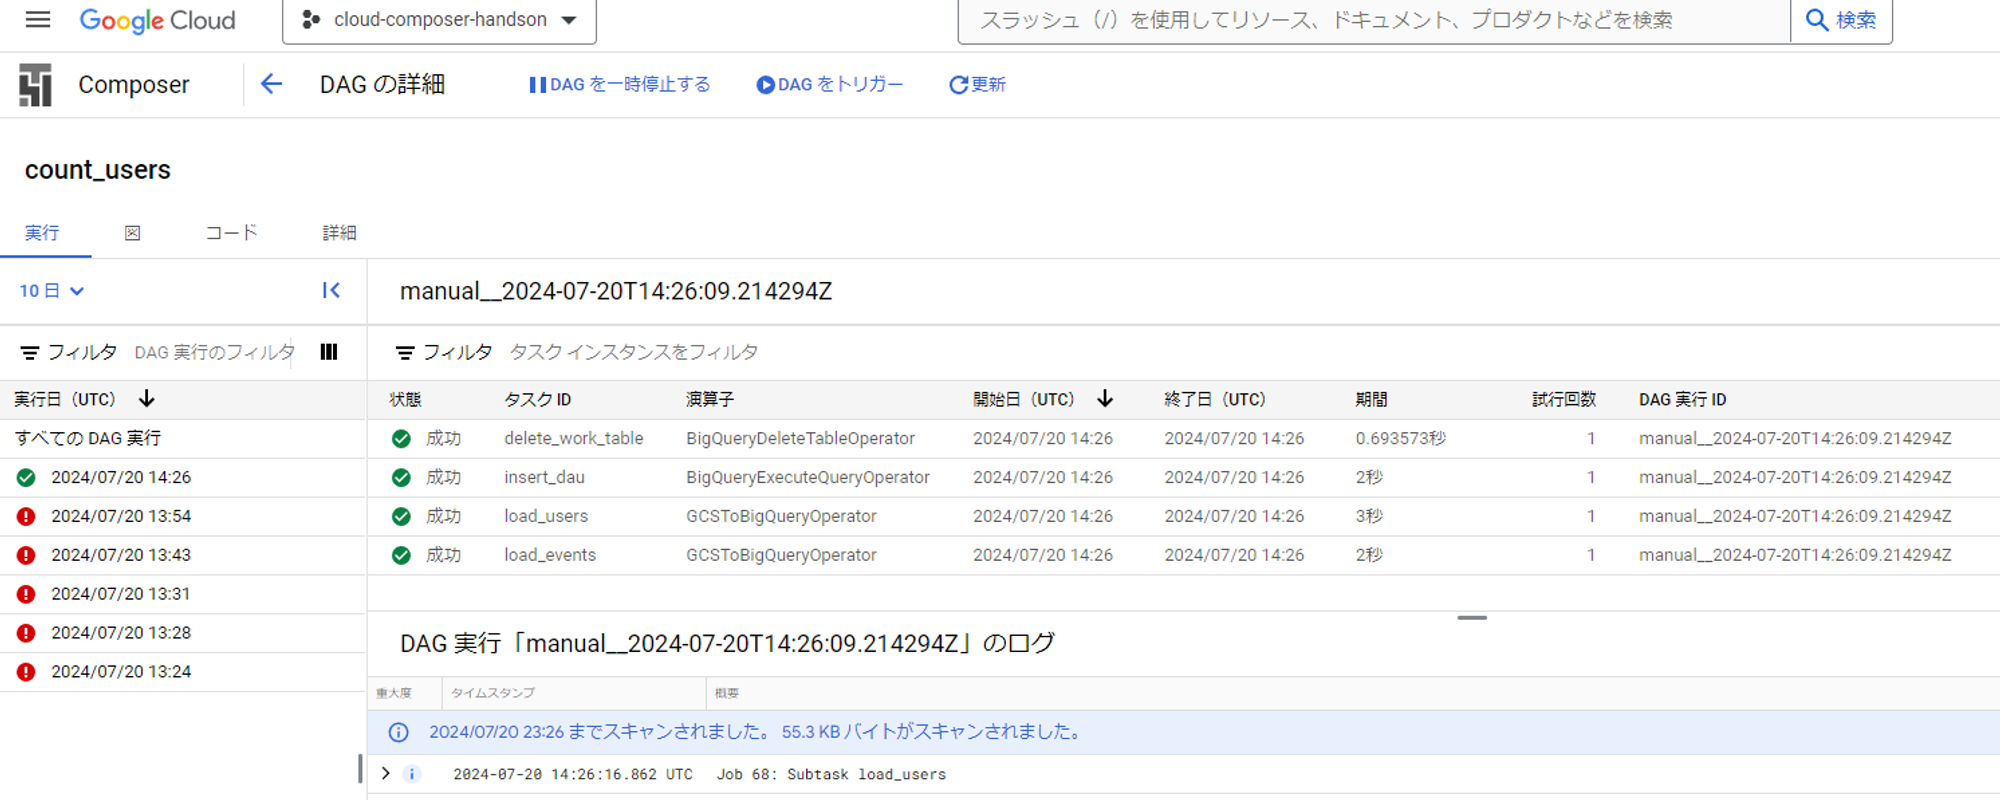 Google Cloud cloud-composer-handson スラッシュ（/）を使用してリソース、ドキュメント、プロダクトなどを検索 検索
Composer DAG の詳細 DAG を一時停止する DAG をトリガー 更新
count_users
実行 図 コード 詳細
10 日 manual__2024-07-20T14:26:09.214294Z
フィルタ DAG 実行のフィルタ フィルタ タスク インスタンスをフィルタ
実行日（UTC） 状態 タスク ID 演算子 開始日（UTC） 終了日（UTC） 期間 試行回数 DAG 実行 ID
すべての DAG 実行 成功 delete_work_table BigQueryDeleteTableOperator 2024/07/20 14:26 2024/07/20 14:26 0.693573秒 1 manual__2024-07-20T14:26:09.214294Z
2024/07/20 14:26 成功 insert_dau BigQueryExecuteQueryOperator 2024/07/20 14:26 2024/07/20 14:26 2秒 1 manual__2024-07-20T14:26:09.214294Z
2024/07/20 13:54 成功 load_users GCSToBigQueryOperator 2024/07/20 14:26 2024/07/20 14:26 3秒 1 manual__2024-07-20T14:26:09.214294Z
2024/07/20 13:43 成功 load_events GCSToBigQueryOperator 2024/07/20 14:26 2024/07/20 14:26 2秒 1 manual__2024-07-20T14:26:09.214294Z
2024/07/20 13:31
2024/07/20 13:28
2024/07/20 13:24
DAG 実行「manual__2024-07-20T14:26:09.214294Z」のログ
重大度 タイムスタンプ 概要
2024/07/20 23:26 までスキャンされました。 55.3 KB バイトがスキャンされました。
2024-07-20 14:26:16.862 UTC Job 68: Subtask load_users